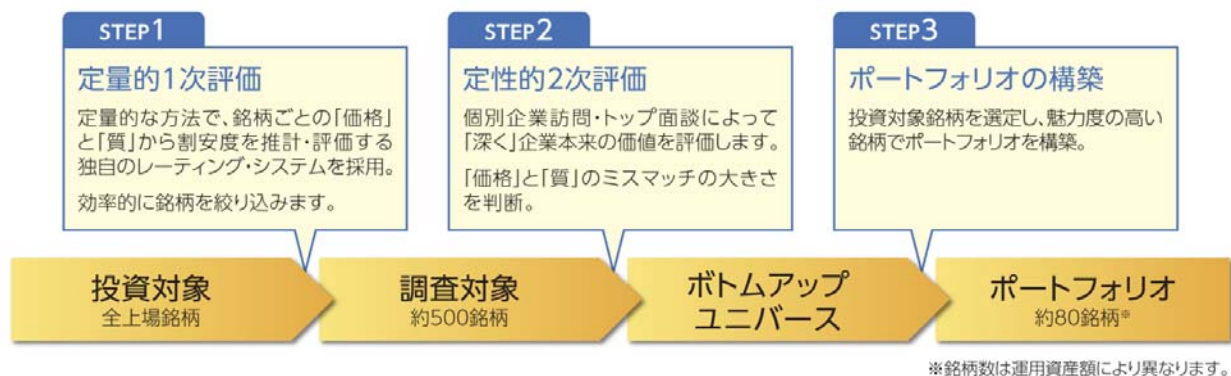 STEP1
定量的1次評価
定量的な方法で、銘柄ごとの「価格」
と「質」から割安度を推計・評価する
独自のレーティング・システムを採用。
効率的に銘柄を絞り込みます。
STEP2
定性的2次評価
個別企業訪問・トップ面談によって
「深く」企業本来の価値を評価します。
「価格」と「質」のミスマッチの大きさ
を判断。
STEP3
ポートフォリオの構築
投資対象銘柄を選定し、魅力度の高い
銘柄でポートフォリオを構築。
投資対象
全上場銘柄
調査対象
約500銘柄
ボトムアップ
ユニバース
ポートフォリオ
約80銘柄※
※銘柄数は運用資産額により異なります。